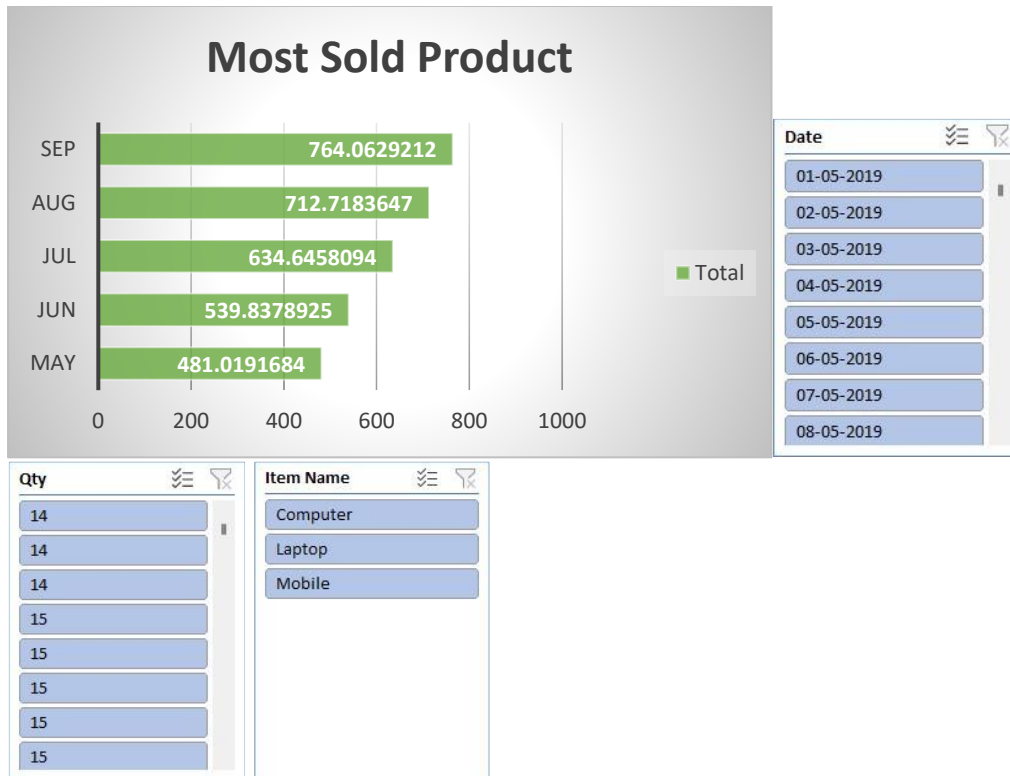 Most Sold Product
SEP 764.0629212
AUG 712.7183647
JUL 634.6458094
JUN 539.8378925
MAY 481.0191684
0 200 400 600 800 1000
Total
Date
01-05-2019
02-05-2019
03-05-2019
04-05-2019
05-05-2019
06-05-2019
07-05-2019
08-05-2019
Qty
14
14
14
15
15
15
15
15
Item Name
Computer
Laptop
Mobile